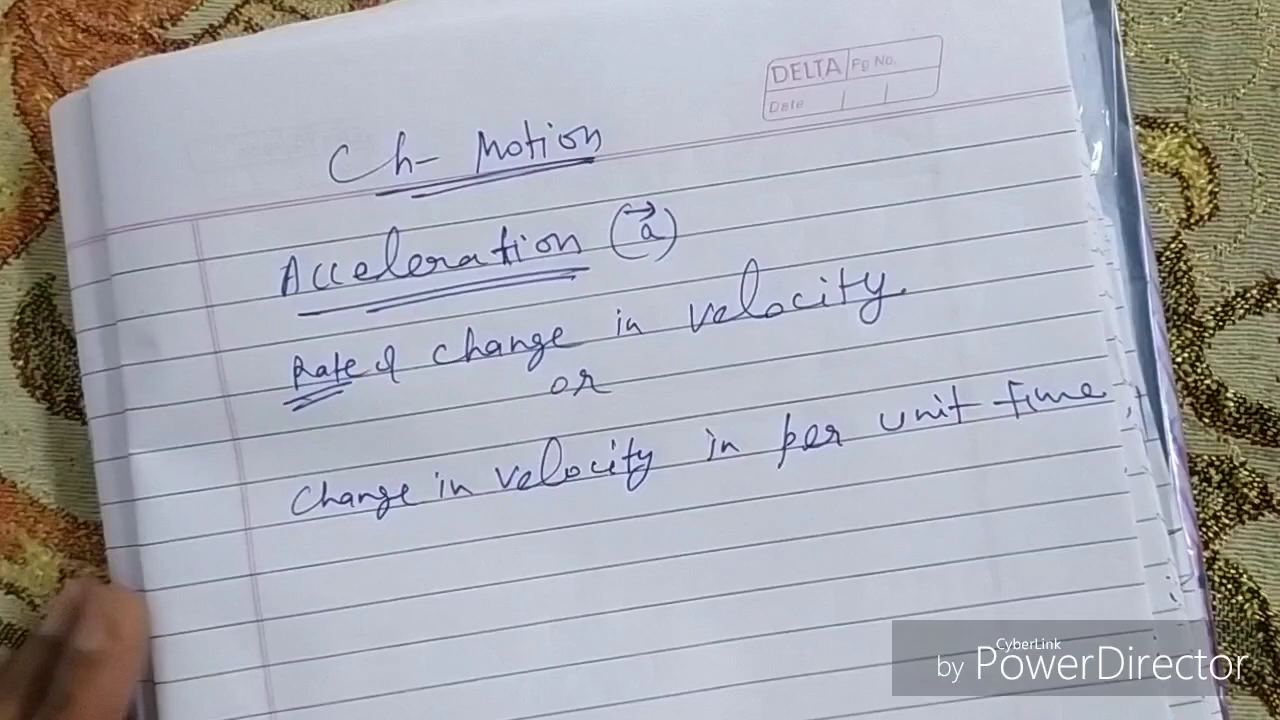 DELTA Pg No.
Date
Ch- Motion
Acceleration (a→)
Rate of change in velocity.
or
Change in velocity in per unit time.
CyberLink
by PowerDirector